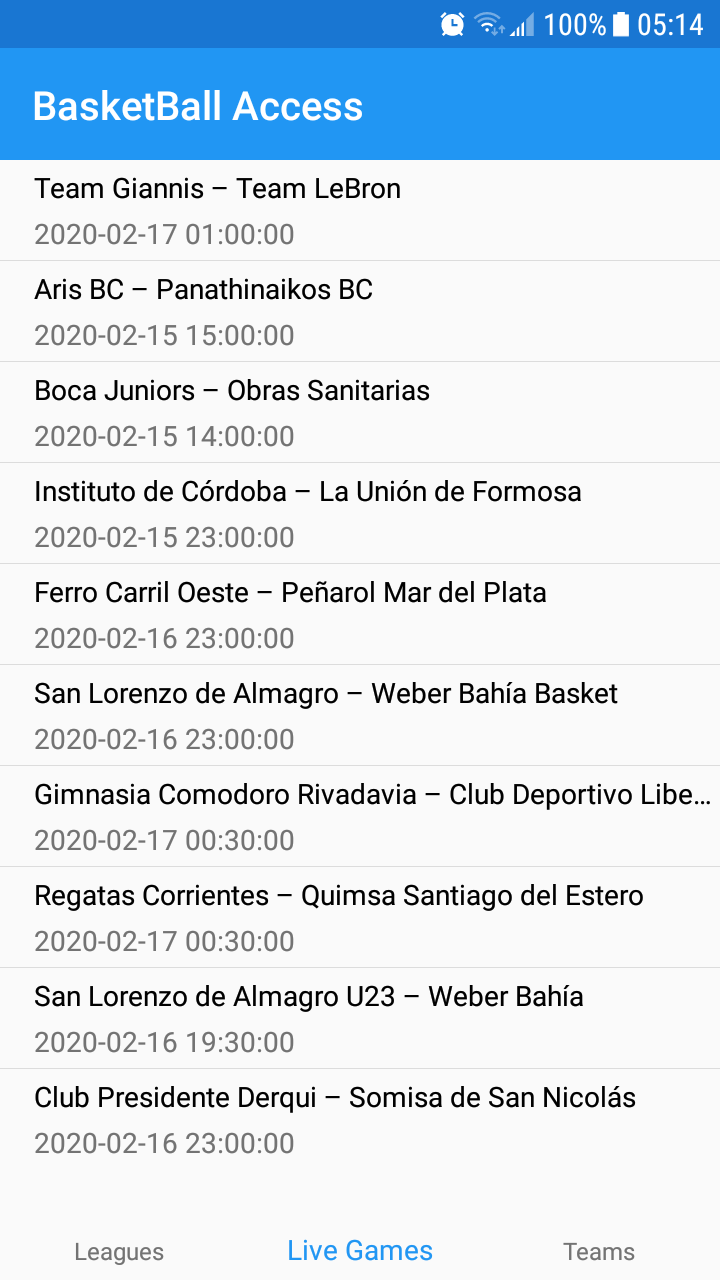 100% 05:14
BasketBall Access
Team Giannis – Team LeBron
2020-02-17 01:00:00
Aris BC – Panathinaikos BC
2020-02-15 15:00:00
Boca Juniors – Obras Sanitarias
2020-02-15 14:00:00
Instituto de Córdoba – La Unión de Formosa
2020-02-15 23:00:00
Ferro Carril Oeste – Peñarol Mar del Plata
2020-02-16 23:00:00
San Lorenzo de Almagro – Weber Bahía Basket
2020-02-16 23:00:00
Gimnasia Comodoro Rivadavia – Club Deportivo Libe...
2020-02-17 00:30:00
Regatas Corrientes – Quimsa Santiago del Estero
2020-02-17 00:30:00
San Lorenzo de Almagro U23 – Weber Bahía
2020-02-16 19:30:00
Club Presidente Derqui – Somisa de San Nicolás
2020-02-16 23:00:00
Leagues Live Games Teams